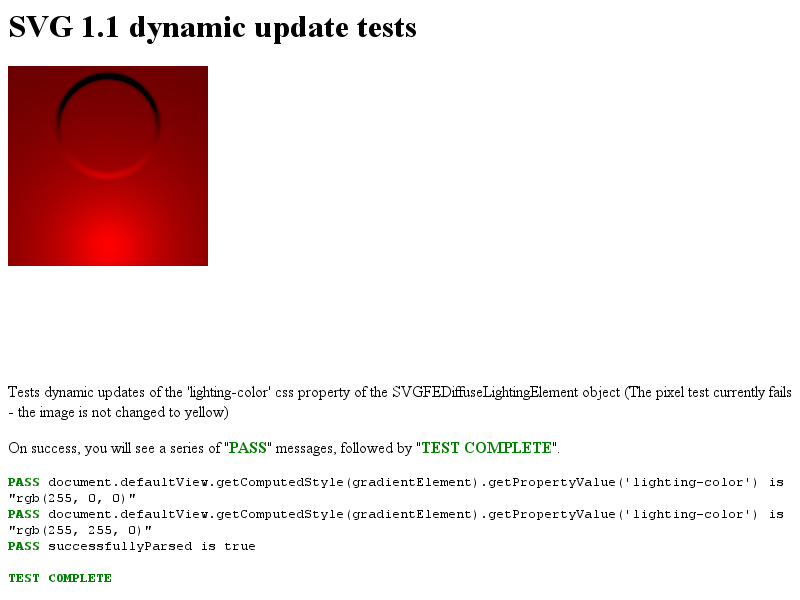 SVG 1.1 dynamic update tests
Tests dynamic updates of the 'lighting-color' css property of the SVGFEDiffuseLightingElement object (The pixel test currently fails
- the image is not changed to yellow)
On success, you will see a series of "PASS" messages, followed by "TEST COMPLETE".
PASS document.defaultView.getComputedStyle(gradientElement).getPropertyValue('lighting-color') is
"rgb(255, 0, 0)"
PASS document.defaultView.getComputedStyle(gradientElement).getPropertyValue('lighting-color') is
"rgb(255, 255, 0)"
PASS successfullyParsed is true
TEST COMPLETE